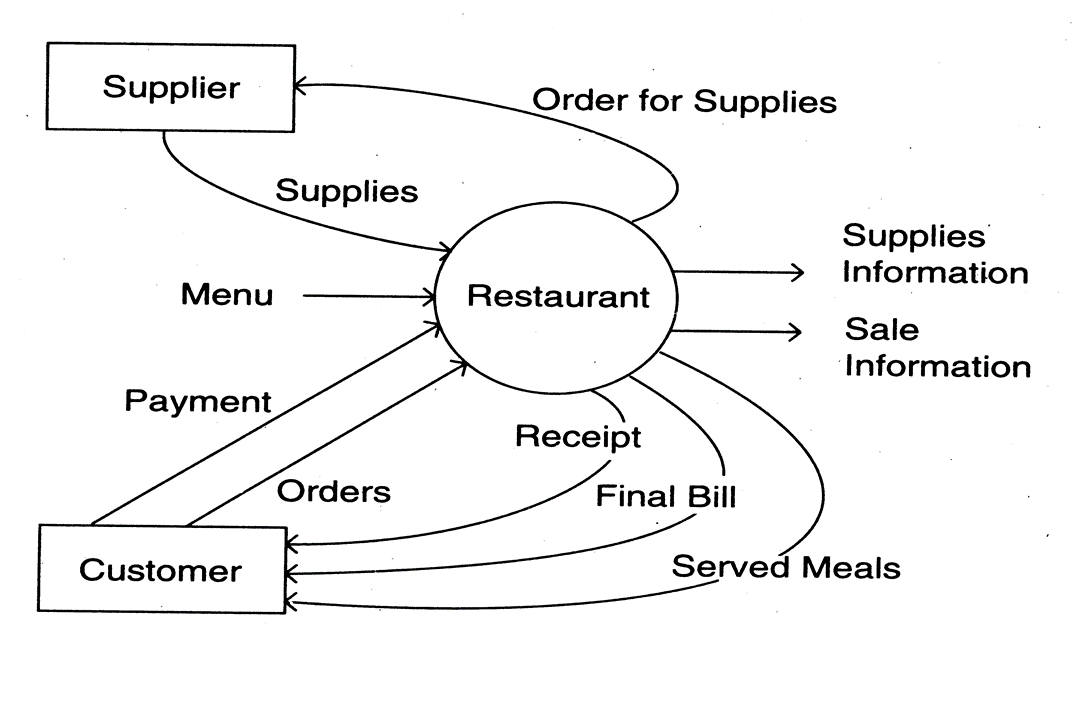 Supplier
Order for Supplies
Supplies
Supplies
Information
Menu
Restaurant
Sale
Information
Payment
Receipt
Orders
Final Bill
Customer
Served Meals